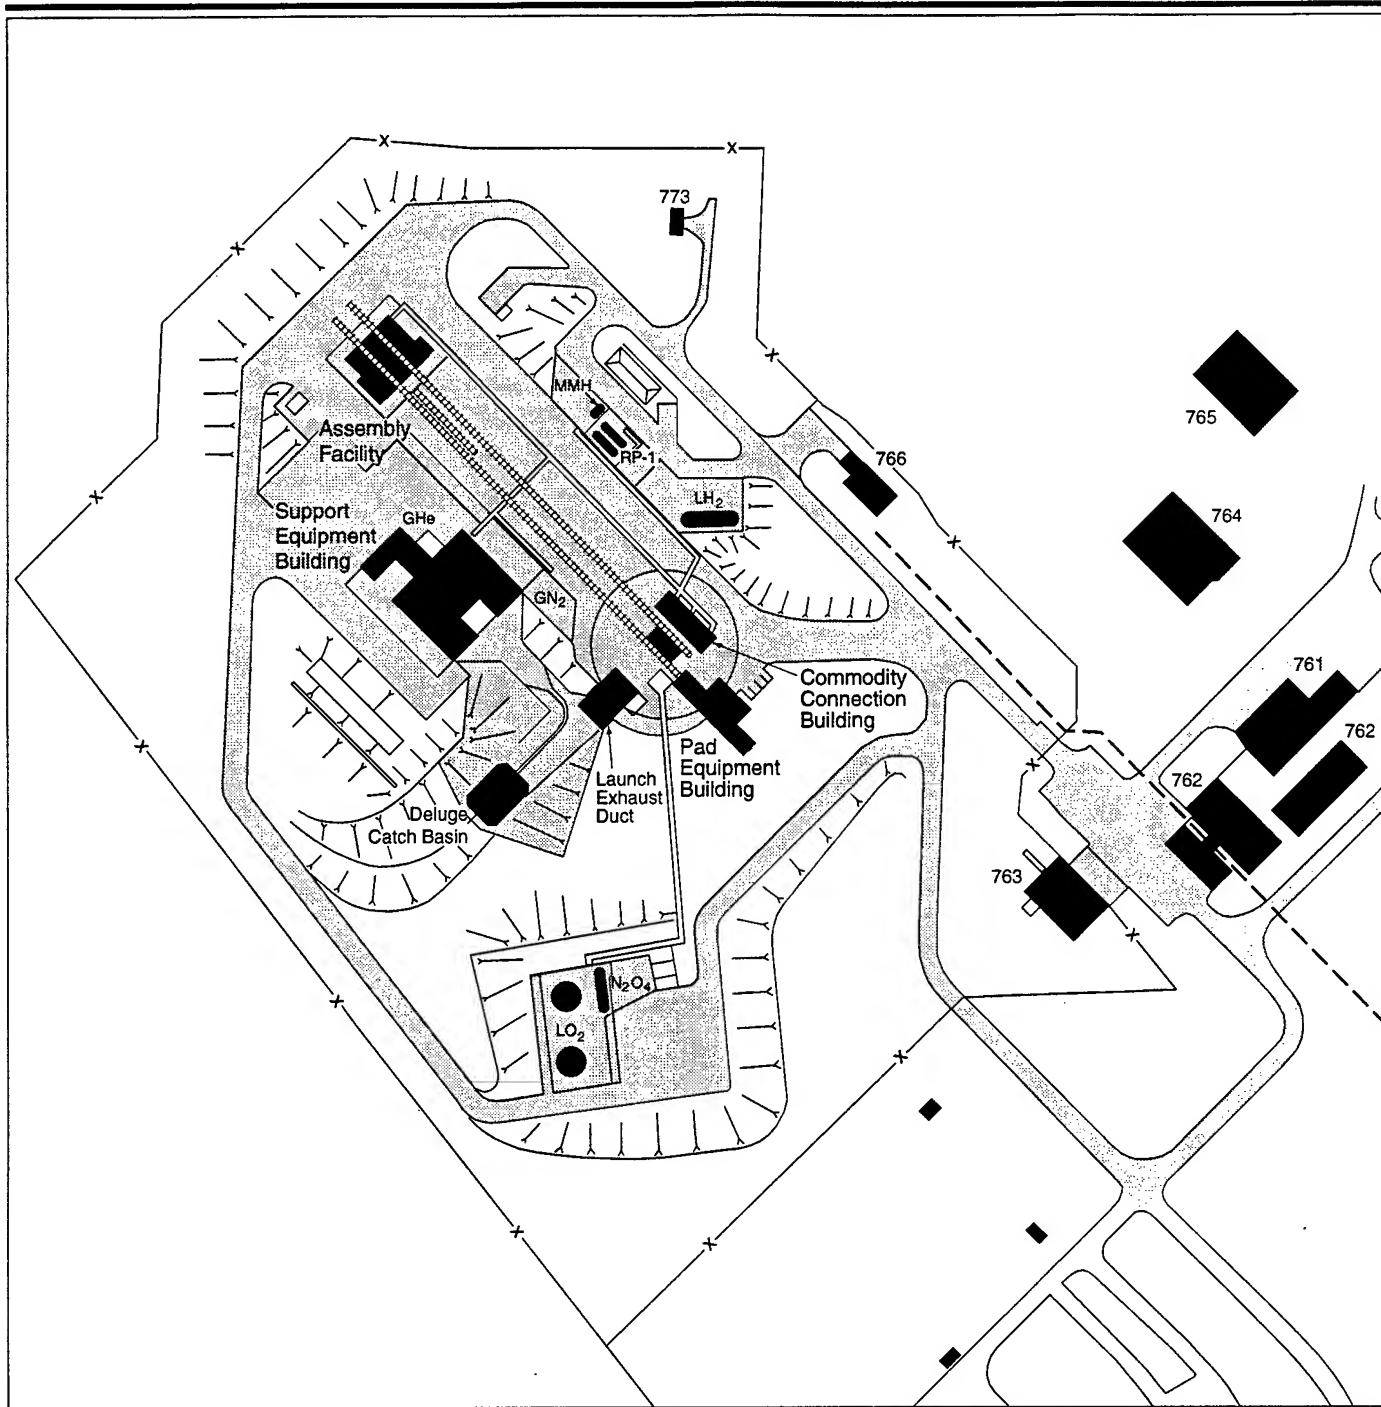 773
765
MMH
Assembly
Facility
RP-1
766
LH₂
764
Support
Equipment
Building
GHe
GN₂
761
762
Commodity
Connection
Building
762
Pad
Equipment
Building
Launch
Exhaust
Duct
Deluge
Catch Basin
763
N₂O₄
LO₂